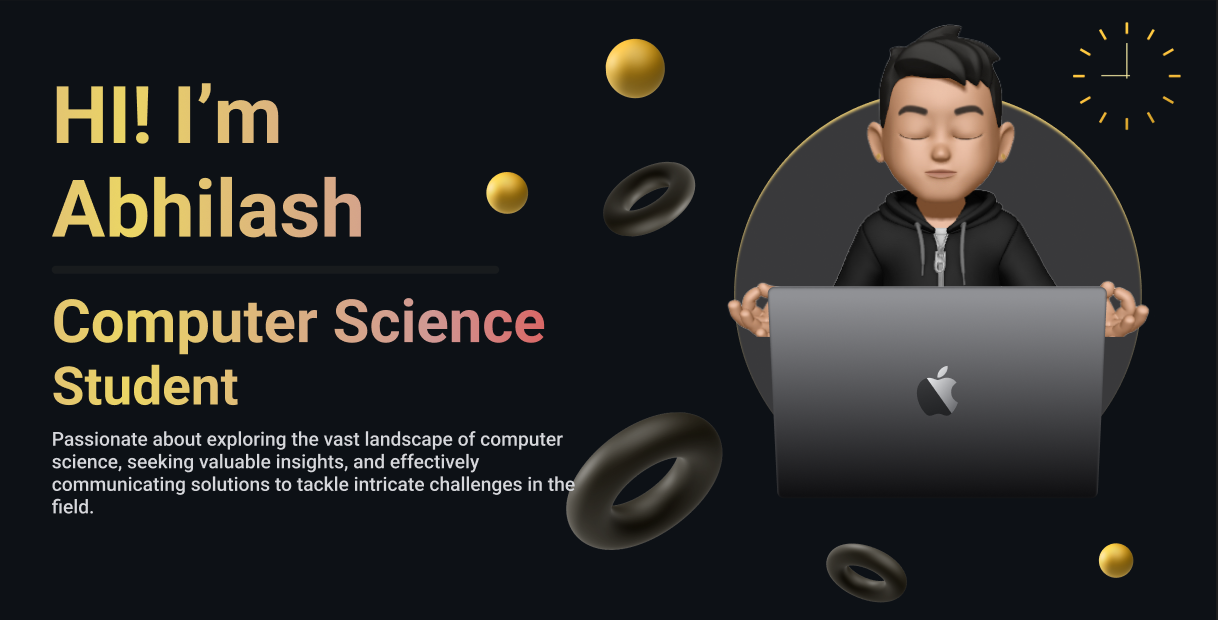 HI! I’m
Abhilash
Computer Science
Student
Passionate about exploring the vast landscape of computer
science, seeking valuable insights, and effectively
communicating solutions to tackle intricate challenges in the
field.